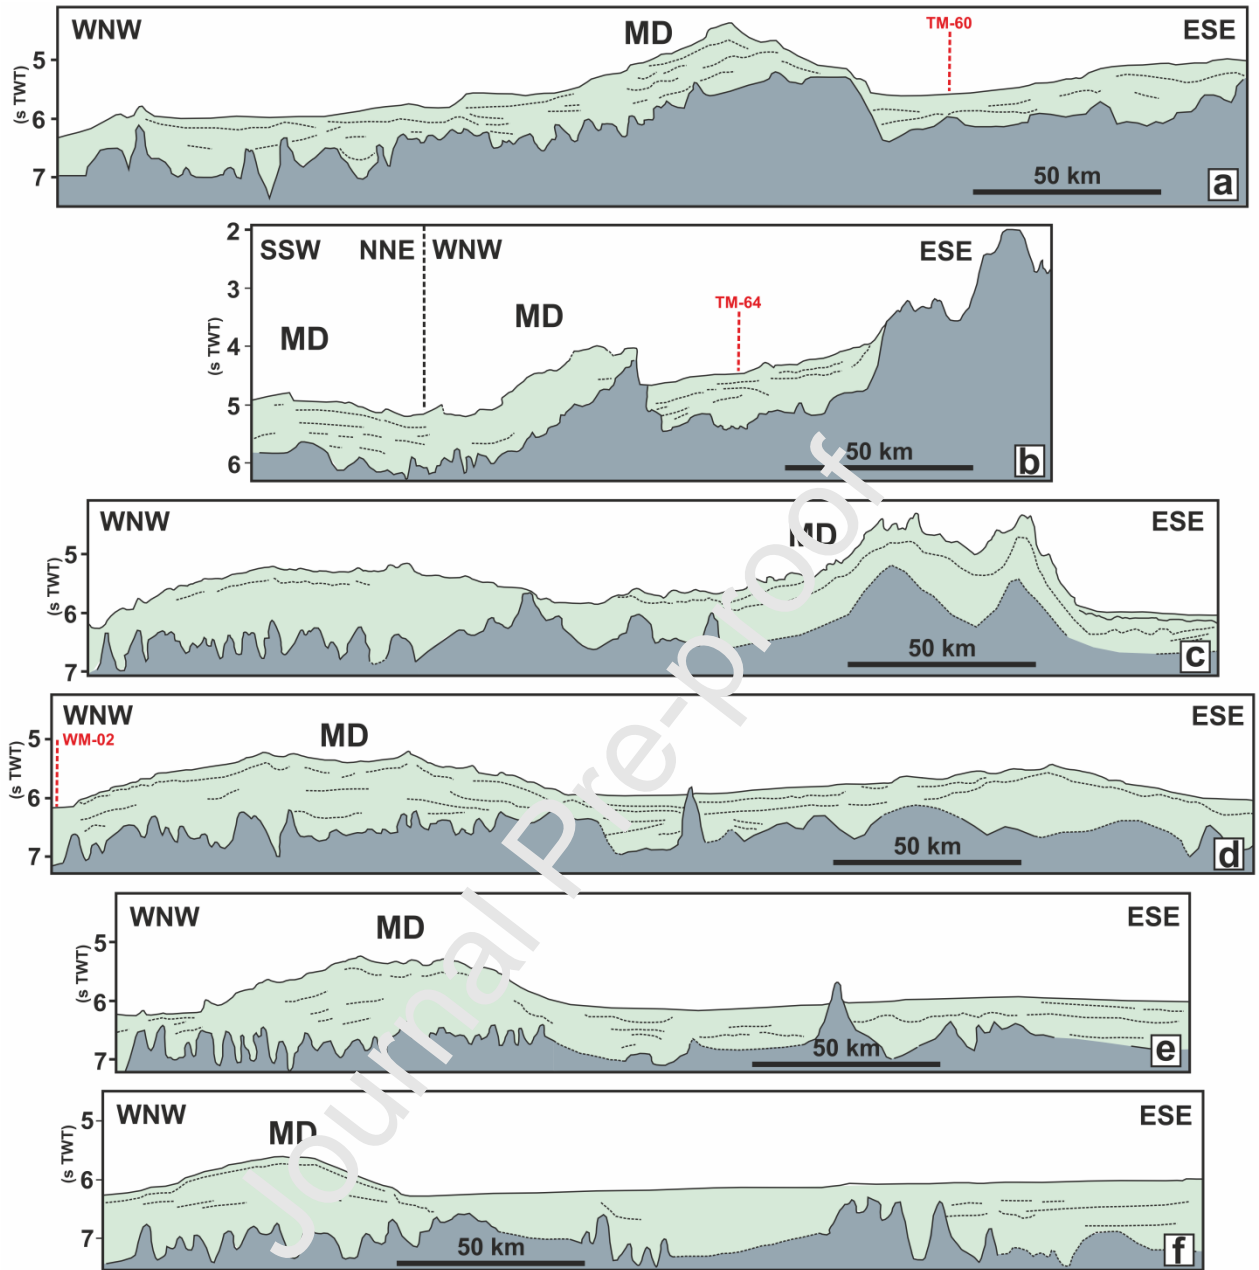 WNW MD TM-60 ESE
5
(s TWT)
6
7
50 km
a
2
SSW NNE WNW ESE
3
TM-64
MD
MD
(s TWT)
4
5
50 km
6
b
WNW MD ESE
5
(s TWT)
6
50 km
7
c
WNW MD ESE
5
WM-02
(s TWT)
6
50 km
7
d
WNW MD ESE
5
(s TWT)
6
50 km
7
e
WNW MD ESE
5
(s TWT)
6
7
50 km
f
Journal Pre-proof